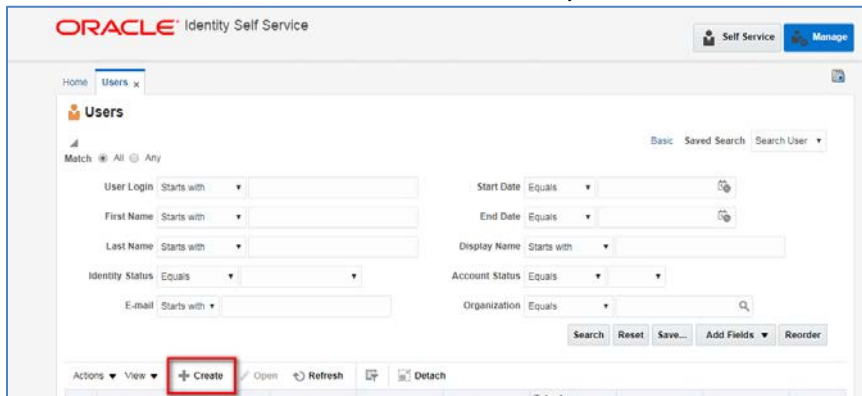 ORACLE Identity Self Service
Self Service Manage
Home Users x
Users
Basic Saved Search Search User
Match All Any
User Login Starts with Start Date Equals
First Name Starts with End Date Equals
Last Name Starts with Display Name Starts with
Identity Status Equals Account Status Equals
E-mail Starts with Organization Equals
Search Reset Save... Add Fields Reorder
Actions View Create Open Refresh Detach